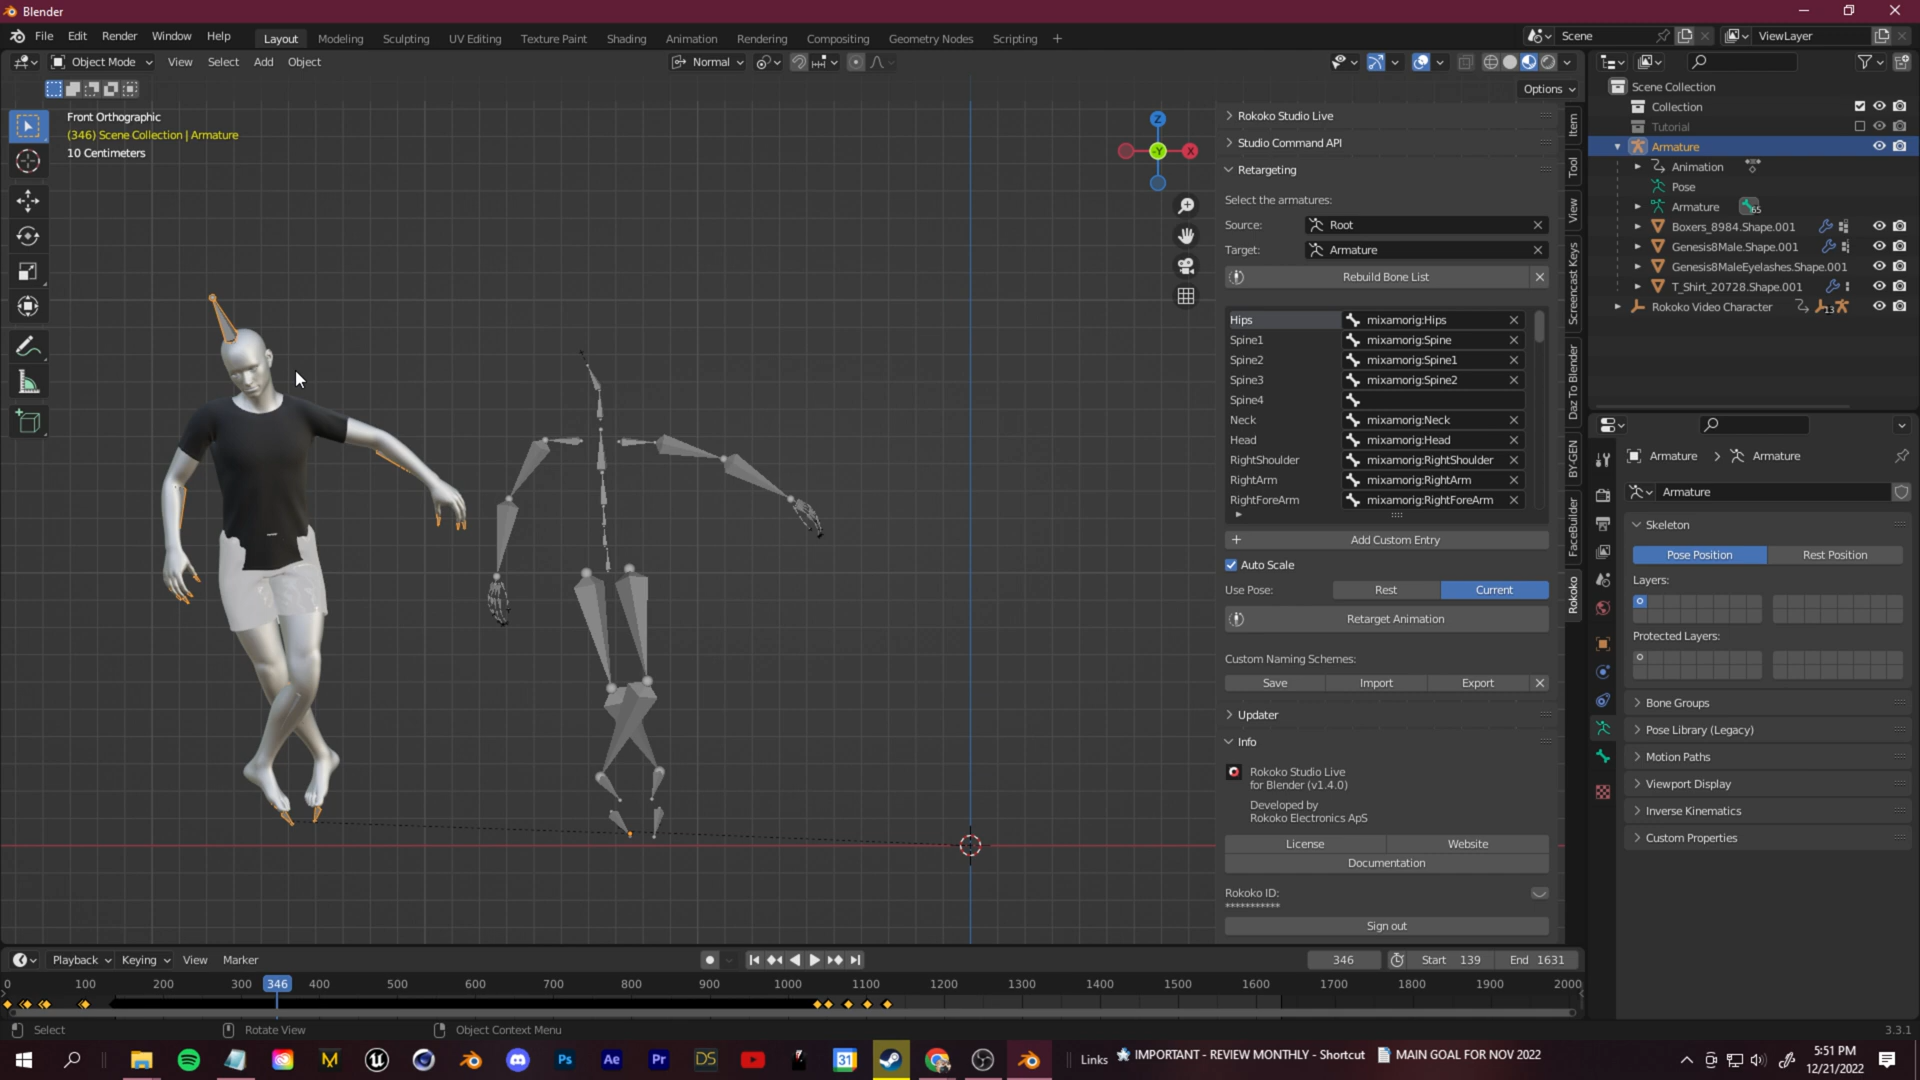 Blender
File Edit Render Window Help
Layout Modeling Sculpting UV Editing Texture Paint Shading Animation Rendering Compositing Geometry Nodes Scripting +
Scene ViewLayer
Object Mode View Select Add Object
Normal
Options
Front Orthographic
(346) Scene Collection | Armature
10 Centimeters
Z
-Y
X
Rokoko Studio Live
Studio Command API
Retargeting
Select the armatures:
Source: Root
Target: Armature
Rebuild Bone List
Hips mixamorig:Hips
Spine1 mixamorig:Spine
Spine2 mixamorig:Spine1
Spine3 mixamorig:Spine2
Spine4
Neck mixamorig:Neck
Head mixamorig:Head
RightShoulder mixamorig:RightShoulder
RightArm mixamorig:RightArm
RightForeArm mixamorig:RightForeArm
Add Custom Entry
Auto Scale
Use Pose: Rest Current
Retarget Animation
Custom Naming Schemes:
Save Import Export
Updater
Info
Rokoko Studio Live
for Blender (v1.4.0)
Developed by
Rokoko Electronics ApS
License Website
Documentation
Rokoko ID:
***********
Sign out
Item
Tool
View
Screencast Keys
Daz To Blender
BY-GEN
FaceBuilder
Rokoko
Scene Collection
Collection
Tutorial
Armature
Animation
Pose
Armature 65
Boxers_8984.Shape.001
Genesis8Male.Shape.001
Genesis8MaleEyelashes.Shape.001
T_Shirt_20728.Shape.001
Rokoko Video Character 13
Armature > Armature
Armature
Skeleton
Pose Position Rest Position
Layers:
Protected Layers:
Bone Groups
Pose Library (Legacy)
Motion Paths
Viewport Display
Inverse Kinematics
Custom Properties
Playback Keying View Marker
346 Start 139 End 1631
0 100 300 346 400 500 600 700 800 900 1000 1100 1200 1300 1400 1500 1600 1700 1800 1900 2000
Select Rotate View Object Context Menu
3.3.1
M
Ps
Ae
Pr
DS
31
Links IMPORTANT - REVIEW MONTHLY - Shortcut MAIN GOAL FOR NOV 2022
5:51 PM
12/21/2022